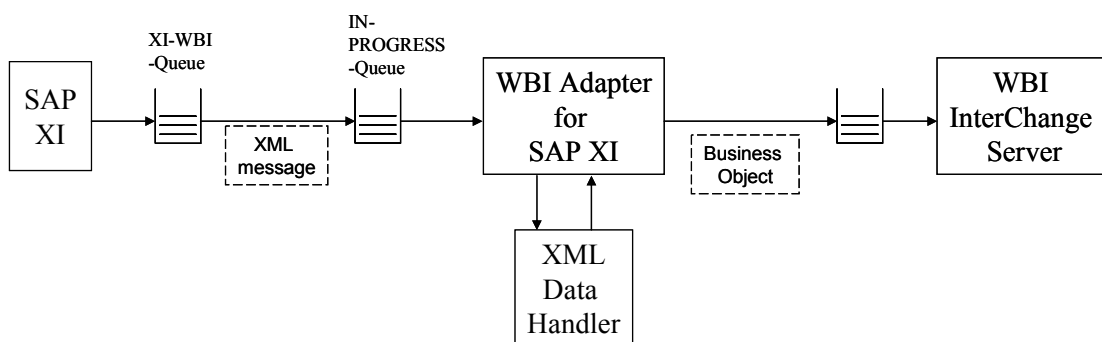 SAP
XI
XI-WBI
-Queue
XML
message
IN-
PROGRESS
-Queue
WBI Adapter
for
SAP XI
XML
Data
Handler
Business
Object
WBI
InterChange
Server